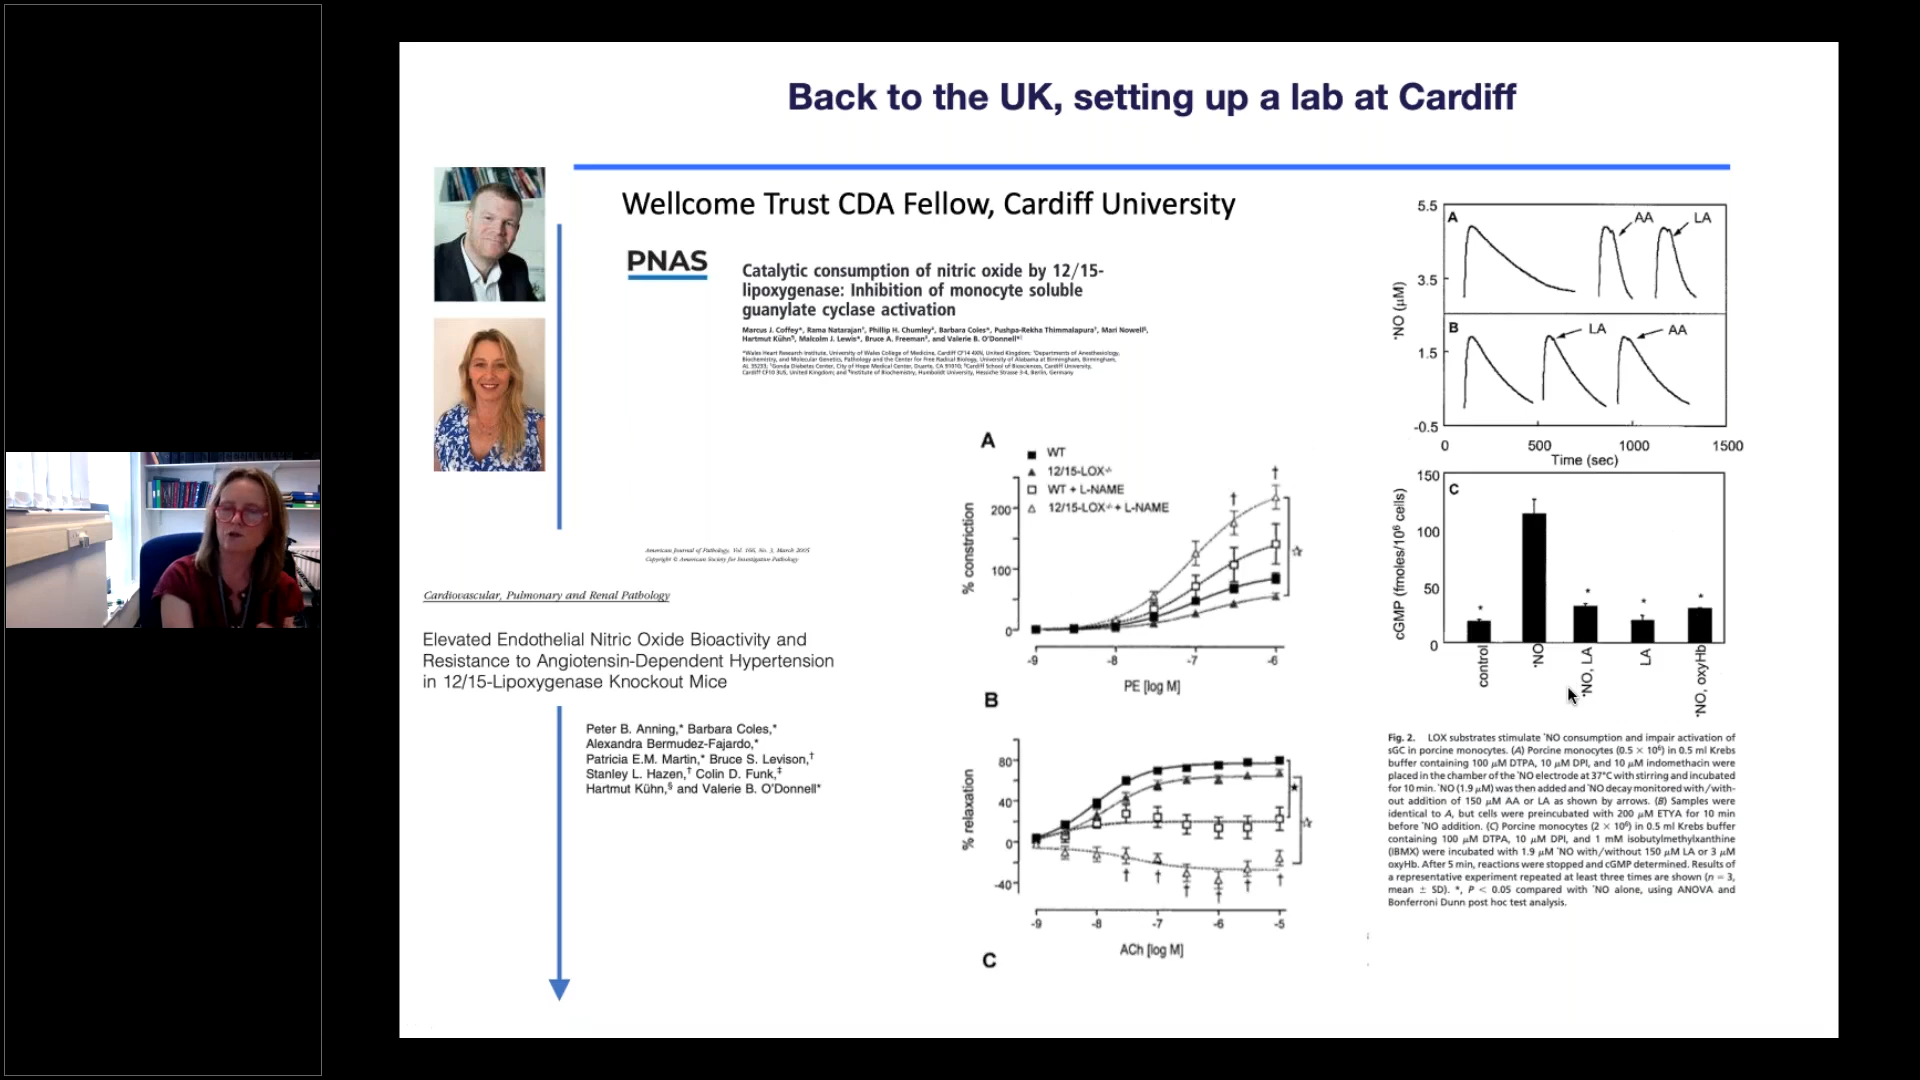 Back to the UK, setting up a lab at Cardiff
Wellcome Trust CDA Fellow, Cardiff University
PNAS
Catalytic consumption of nitric oxide by 12/15-
lipoxygenase: Inhibition of monocyte soluble
guanylate cyclase activation
Marcus J. Coffey*, Rama Natarajan†, Phillip H. Chumley‡, Barbara Coles*, Pushpa-Rekha Thimmalapura†, Mari Nowell§,
Hartmut Kühn¶, Malcolm J. Lewis*, Bruce A. Freeman‡, and Valerie B. O'Donnell*
*Wales Heart Research Institute, University of Wales College of Medicine, Cardiff CF14 4XN, United Kingdom; ‡Departments of Anesthesiology,
Biochemistry, and Molecular Genetics, Pathology and the Center for Free Radical Biology, University of Alabama at Birmingham, Birmingham,
AL 35233; †Gonda Diabetes Center, City of Hope Medical Center, Duarte, CA 91010; §Cardiff School of Biosciences, Cardiff University,
Cardiff CF10 3US, United Kingdom; and ¶Institute of Biochemistry, Humboldt University, Hessiche Strasse 3-4, Berlin, Germany
American Journal of Pathology, Vol. 166, No. 3, March 2005
Copyright © American Society for Investigative Pathology
Cardiovascular, Pulmonary and Renal Pathology
Elevated Endothelial Nitric Oxide Bioactivity and
Resistance to Angiotensin-Dependent Hypertension
in 12/15-Lipoxygenase Knockout Mice
Peter B. Anning,* Barbara Coles,*
Alexandra Bermudez-Fajardo,*
Patricia E.M. Martin,* Bruce S. Levison,†
Stanley L. Hazen,† Colin D. Funk,‡
Hartmut Kühn,§ and Valerie B. O'Donnell*
A
WT
12/15-LOX-/-
WT + L-NAME
12/15-LOX-/- + L-NAME
% constriction
200
100
0
† †
☆
-9 -8 -7 -6
PE [log M]
B
% relaxation
80
40
0
-40
★
☆
† † † † † †
-9 -8 -7 -6 -5
ACh [log M]
C
5.5
3.5
1.5
-0.5
•NO (μM)
A AA LA
B LA AA
0 500 1000 1500
Time (sec)
150
100
50
0
cGMP (fmoles/10⁶ cells)
C
* * * *
control
•NO
•NO, LA
LA
•NO, oxyHb
Fig. 2. LOX substrates stimulate •NO consumption and impair activation of
sGC in porcine monocytes. (A) Porcine monocytes (0.5 × 10⁶) in 0.5 ml Krebs
buffer containing 100 μM DTPA, 10 μM DPI, and 10 μM indomethacin were
placed in the chamber of the •NO electrode at 37°C with stirring and incubated
for 10 min. •NO (1.9 μM) was then added and •NO decay monitored with/with-
out addition of 150 μM AA or LA as shown by arrows. (B) Samples were
identical to A, but cells were preincubated with 200 μM ETYA for 10 min
before •NO addition. (C) Porcine monocytes (2 × 10⁶) in 0.5 ml Krebs buffer
containing 100 μM DTPA, 10 μM DPI, and 1 mM isobutylmethylxanthine
(IBMX) were incubated with 1.9 μM •NO with/without 150 μM LA or 3 μM
oxyHb. After 5 min, reactions were stopped and cGMP determined. Results of
a representative experiment repeated at least three times are shown (n = 3,
mean ± SD). *, P < 0.05 compared with •NO alone, using ANOVA and
Bonferroni Dunn post hoc test analysis.